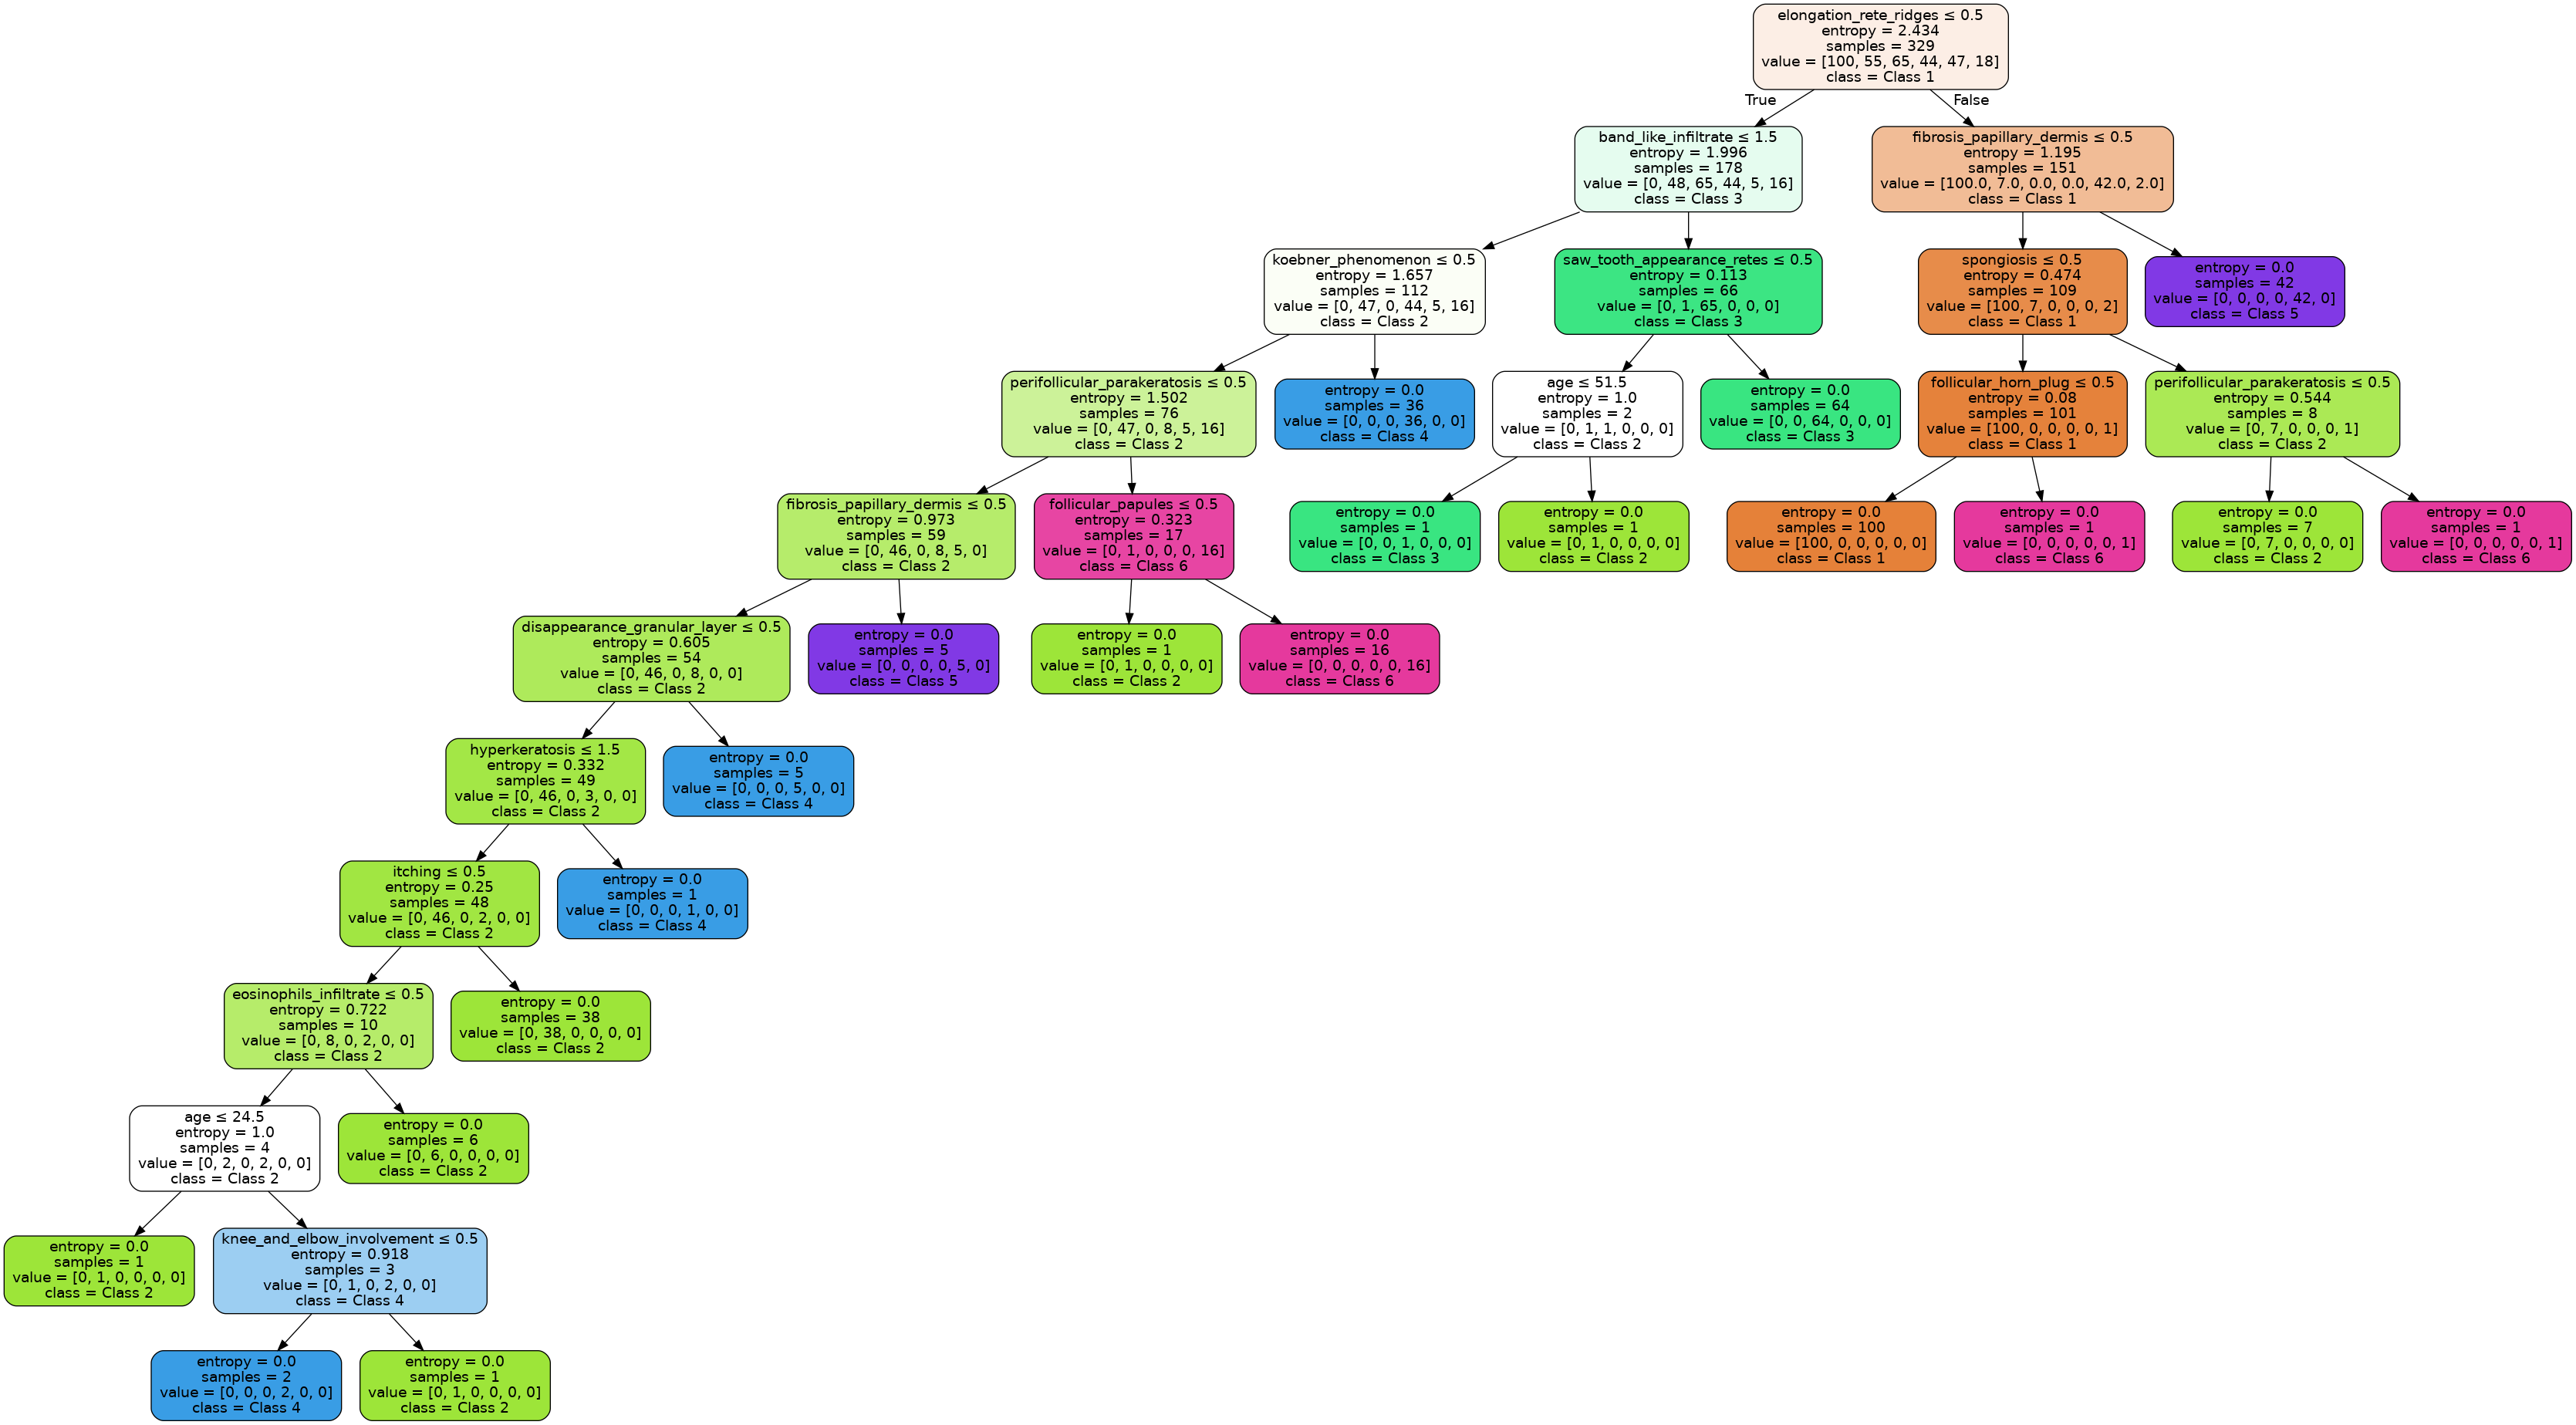 elongation_rete_ridges ≤ 0.5
entropy = 2.434
samples = 329
value = [100, 55, 65, 44, 47, 18]
class = Class 1
True
False
band_like_infiltrate ≤ 1.5
entropy = 1.996
samples = 178
value = [0, 48, 65, 44, 5, 16]
class = Class 3
fibrosis_papillary_dermis ≤ 0.5
entropy = 1.195
samples = 151
value = [100.0, 7.0, 0.0, 0.0, 42.0, 2.0]
class = Class 1
koebner_phenomenon ≤ 0.5
entropy = 1.657
samples = 112
value = [0, 47, 0, 44, 5, 16]
class = Class 2
saw_tooth_appearance_retes ≤ 0.5
entropy = 0.113
samples = 66
value = [0, 1, 65, 0, 0, 0]
class = Class 3
spongiosis ≤ 0.5
entropy = 0.474
samples = 109
value = [100, 7, 0, 0, 0, 2]
class = Class 1
entropy = 0.0
samples = 42
value = [0, 0, 0, 0, 42, 0]
class = Class 5
perifollicular_parakeratosis ≤ 0.5
entropy = 1.502
samples = 76
value = [0, 47, 0, 8, 5, 16]
class = Class 2
entropy = 0.0
samples = 36
value = [0, 0, 0, 36, 0, 0]
class = Class 4
age ≤ 51.5
entropy = 1.0
samples = 2
value = [0, 1, 1, 0, 0, 0]
class = Class 2
entropy = 0.0
samples = 64
value = [0, 0, 64, 0, 0, 0]
class = Class 3
follicular_horn_plug ≤ 0.5
entropy = 0.08
samples = 101
value = [100, 0, 0, 0, 0, 1]
class = Class 1
perifollicular_parakeratosis ≤ 0.5
entropy = 0.544
samples = 8
value = [0, 7, 0, 0, 0, 1]
class = Class 2
fibrosis_papillary_dermis ≤ 0.5
entropy = 0.973
samples = 59
value = [0, 46, 0, 8, 5, 0]
class = Class 2
follicular_papules ≤ 0.5
entropy = 0.323
samples = 17
value = [0, 1, 0, 0, 0, 16]
class = Class 6
entropy = 0.0
samples = 1
value = [0, 0, 1, 0, 0, 0]
class = Class 3
entropy = 0.0
samples = 1
value = [0, 1, 0, 0, 0, 0]
class = Class 2
entropy = 0.0
samples = 100
value = [100, 0, 0, 0, 0, 0]
class = Class 1
entropy = 0.0
samples = 1
value = [0, 0, 0, 0, 0, 1]
class = Class 6
entropy = 0.0
samples = 7
value = [0, 7, 0, 0, 0, 0]
class = Class 2
entropy = 0.0
samples = 1
value = [0, 0, 0, 0, 0, 1]
class = Class 6
disappearance_granular_layer ≤ 0.5
entropy = 0.605
samples = 54
value = [0, 46, 0, 8, 0, 0]
class = Class 2
entropy = 0.0
samples = 5
value = [0, 0, 0, 0, 5, 0]
class = Class 5
entropy = 0.0
samples = 1
value = [0, 1, 0, 0, 0, 0]
class = Class 2
entropy = 0.0
samples = 16
value = [0, 0, 0, 0, 0, 16]
class = Class 6
hyperkeratosis ≤ 1.5
entropy = 0.332
samples = 49
value = [0, 46, 0, 3, 0, 0]
class = Class 2
entropy = 0.0
samples = 5
value = [0, 0, 0, 5, 0, 0]
class = Class 4
itching ≤ 0.5
entropy = 0.25
samples = 48
value = [0, 46, 0, 2, 0, 0]
class = Class 2
entropy = 0.0
samples = 1
value = [0, 0, 0, 1, 0, 0]
class = Class 4
eosinophils_infiltrate ≤ 0.5
entropy = 0.722
samples = 10
value = [0, 8, 0, 2, 0, 0]
class = Class 2
entropy = 0.0
samples = 38
value = [0, 38, 0, 0, 0, 0]
class = Class 2
age ≤ 24.5
entropy = 1.0
samples = 4
value = [0, 2, 0, 2, 0, 0]
class = Class 2
entropy = 0.0
samples = 6
value = [0, 6, 0, 0, 0, 0]
class = Class 2
entropy = 0.0
samples = 1
value = [0, 1, 0, 0, 0, 0]
class = Class 2
knee_and_elbow_involvement ≤ 0.5
entropy = 0.918
samples = 3
value = [0, 1, 0, 2, 0, 0]
class = Class 4
entropy = 0.0
samples = 2
value = [0, 0, 0, 2, 0, 0]
class = Class 4
entropy = 0.0
samples = 1
value = [0, 1, 0, 0, 0, 0]
class = Class 2